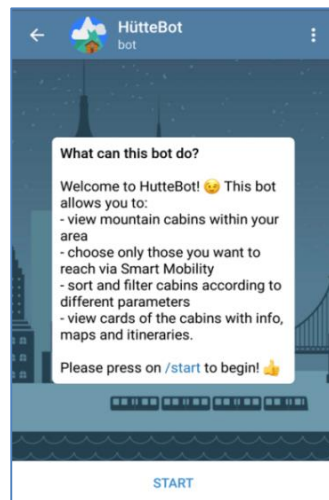 HütteBot
bot
What can this bot do?
Welcome to HutteBot! 😉 This bot
allows you to:
- view mountain cabins within your
area
- choose only those you want to
reach via Smart Mobility
- sort and filter cabins according to
different parameters
- view cards of the cabins with info,
maps and itineraries.
Please press on /start to begin! 👍
START